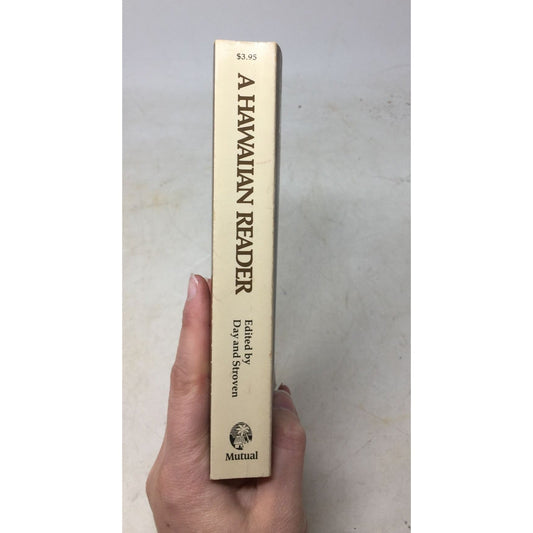 $3.95
A HAWAIIAN READER
Edited by
Day and Stroven
Mutual